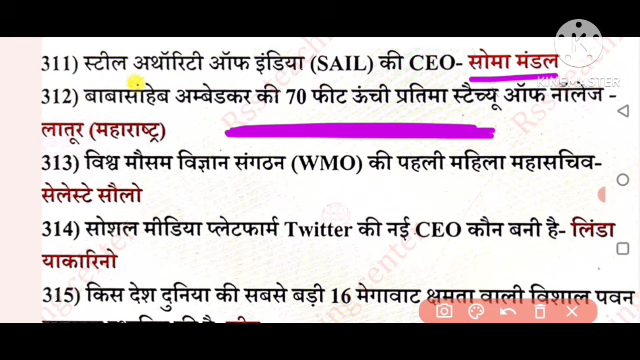 311) स्टील अथॉरिटी ऑफ इंडिया (SAIL) की CEO- सोमा मंडल
312) बाबासाहेब अम्बेडकर की 70 फीट ऊंची प्रतिमा स्टैच्यू ऑफ नॉलेज -
लातूर (महाराष्ट्र)
313) विश्व मौसम विज्ञान संगठन (WMO) की पहली महिला महासचिव-
सेलेस्टे सौलो
314) सोशल मीडिया प्लेटफार्म Twitter की नई CEO कौन बनी है- लिंडा
याकारिनो
315) किस देश दुनिया की सबसे बड़ी 16 मेगावाट क्षमता वाली विशाल पवन
KINEMASTER